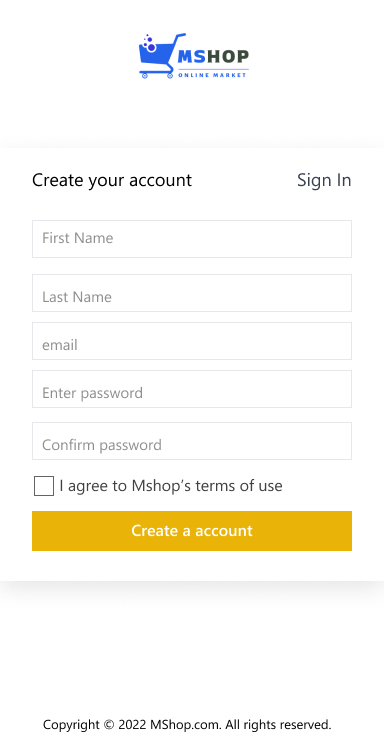 MSHOP
ONLINE MARKET
Create your account
Sign In
First Name
Last Name
email
Enter password
Confirm password
I agree to Mshop’s terms of use
Create a account
Copyright © 2022 MShop.com. All rights reserved.